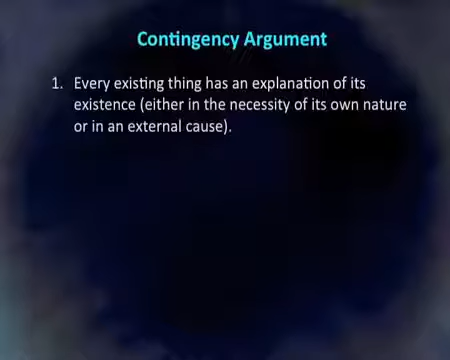 Contingency Argument
1. Every existing thing has an explanation of its
existence (either in the necessity of its own nature
or in an external cause).